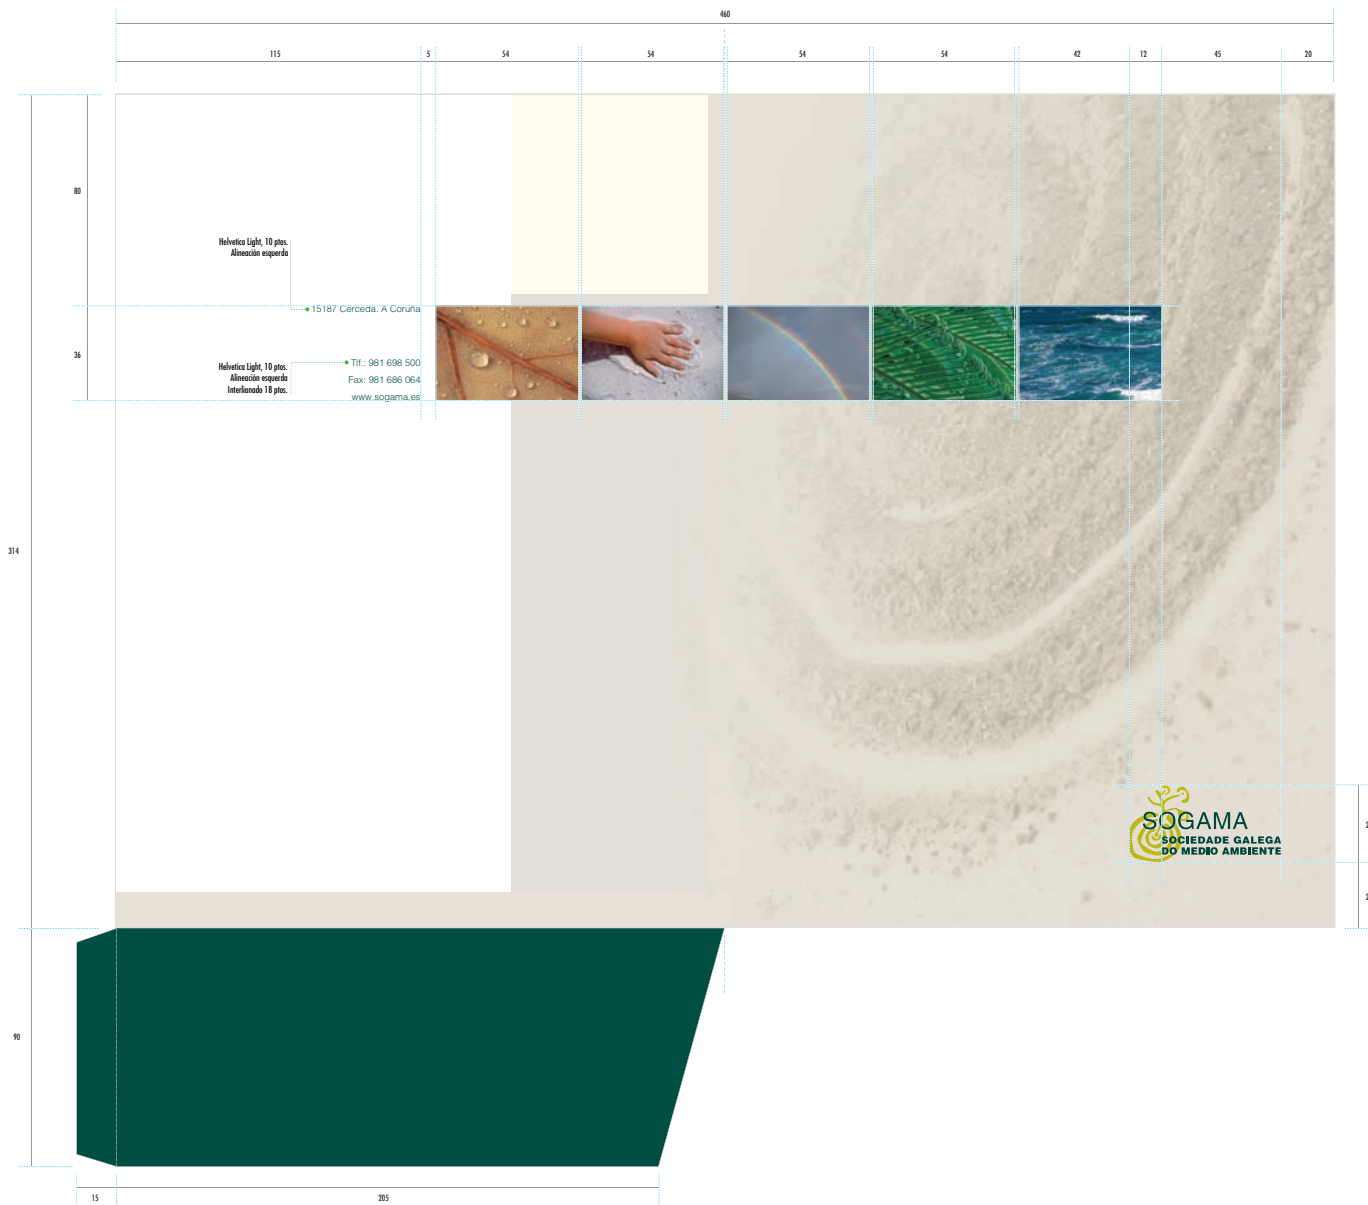 460
115 5 54 54 54 54 42 12 45 20
80
Helvetica Light, 10 ptos.
Alineación esquerda
15187 Cerceda. A Coruña
36
Helvetica Light, 10 ptos.
Alineación esquerda
Interlianado 18 ptos.
Tlf.: 981 698 500
Fax: 981 686 064
www.sogama.es
314
SOGAMA
SOCIEDADE GALEGA
DO MEDIO AMBIENTE
90
15 205